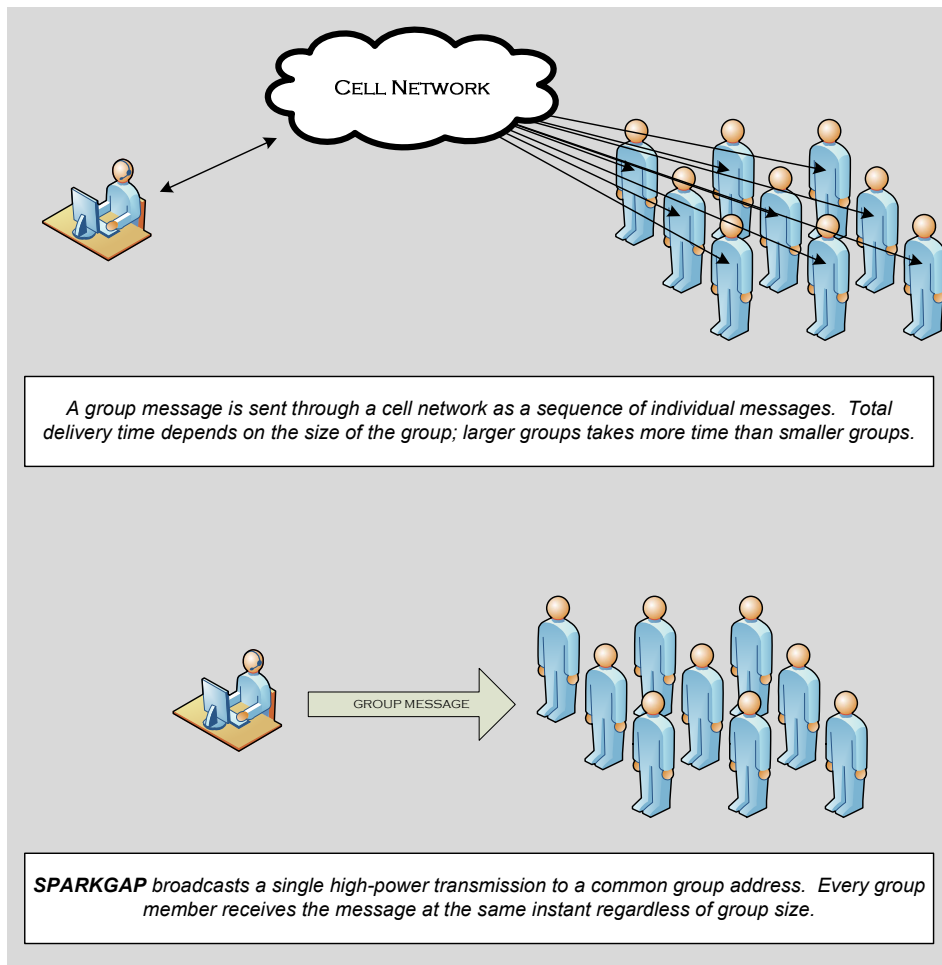 CELL NETWORK
A group message is sent through a cell network as a sequence of individual messages.  Total
delivery time depends on the size of the group; larger groups takes more time than smaller groups.
GROUP MESSAGE
SPARKGAP broadcasts a single high-power transmission to a common group address.  Every group
member receives the message at the same instant regardless of group size.